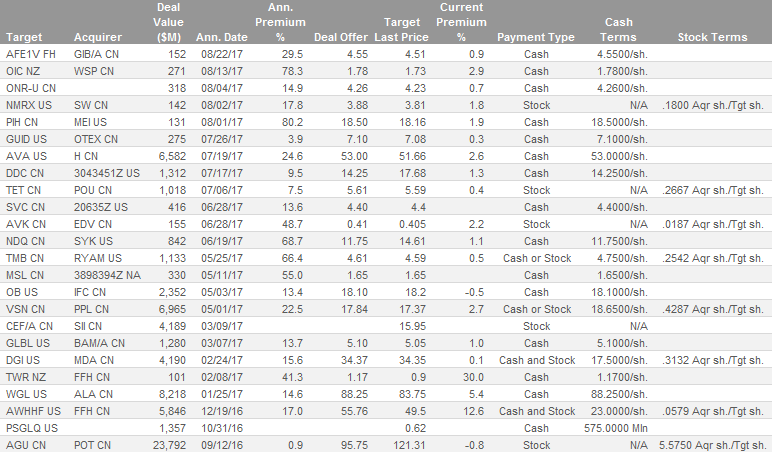 Target Acquirer Deal Value ($M) Ann. Date Ann. Premium % Deal Offer Target Last Price Current Premium % Payment Type Cash Terms Stock Terms
AFE1V FH GIB/A CN 152 08/22/17 29.5 4.55 4.51 0.9 Cash 4.5500/sh.
OIC NZ WSP CN 271 08/13/17 78.3 1.78 1.73 2.9 Cash 1.7800/sh.
ONR-U CN 318 08/04/17 14.9 4.26 4.23 0.7 Cash 4.2600/sh.
NMRX US SW CN 142 08/02/17 17.8 3.88 3.81 1.8 Stock N/A .1800 Aqr sh./Tgt sh.
PIH CN MEI US 131 08/01/17 80.2 18.50 18.16 1.9 Cash 18.5000/sh.
GUID US OTEX CN 275 07/26/17 3.9 7.10 7.08 0.3 Cash 7.1000/sh.
AVA US H CN 6,582 07/19/17 24.6 53.00 51.66 2.6 Cash 53.0000/sh.
DDC CN 3043451Z US 1,312 07/17/17 9.5 14.25 17.68 1.3 Cash 14.2500/sh.
TET CN POU CN 1,018 07/06/17 7.5 5.61 5.59 0.4 Stock N/A .2667 Aqr sh./Tgt sh.
SVC CN 20635Z US 416 06/28/17 13.6 4.40 4.4 Cash 4.4000/sh.
AVK CN EDV CN 155 06/28/17 48.7 0.41 0.405 2.2 Stock N/A .0187 Aqr sh./Tgt sh.
NDQ CN SYK US 842 06/19/17 68.7 11.75 14.61 1.1 Cash 11.7500/sh.
TMB CN RYAM US 1,133 05/25/17 66.4 4.61 4.59 0.5 Cash or Stock 4.7500/sh. .2542 Aqr sh./Tgt sh.
MSL CN 3898394Z NA 330 05/11/17 55.0 1.65 1.65 Cash 1.6500/sh.
OB US IFC CN 2,352 05/03/17 13.4 18.10 18.2 -0.5 Cash 18.1000/sh.
VSN CN PPL CN 6,965 05/01/17 22.5 17.84 17.37 2.7 Cash or Stock 18.6500/sh. .4287 Aqr sh./Tgt sh.
CEF/A CN SII CN 4,189 03/09/17 15.95 Stock N/A
GLBL US BAM/A CN 1,280 03/07/17 13.7 5.10 5.05 1.0 Cash 5.1000/sh.
DGI US MDA CN 4,190 02/24/17 15.6 34.37 34.35 0.1 Cash and Stock 17.5000/sh. .3132 Aqr sh./Tgt sh.
TWR NZ FFH CN 101 02/08/17 41.3 1.17 0.9 30.0 Cash 1.1700/sh.
WGL US ALA CN 8,218 01/25/17 14.6 88.25 83.75 5.4 Cash 88.2500/sh.
AWHHF US FFH CN 5,846 12/19/16 17.0 55.76 49.5 12.6 Cash and Stock 23.0000/sh. .0579 Aqr sh./Tgt sh.
PSGLQ US 1,357 10/31/16 0.62 Cash 575.0000 Mln
AGU CN POT CN 23,792 09/12/16 0.9 95.75 121.31 -0.8 Stock N/A 5.5750 Aqr sh./Tgt sh.